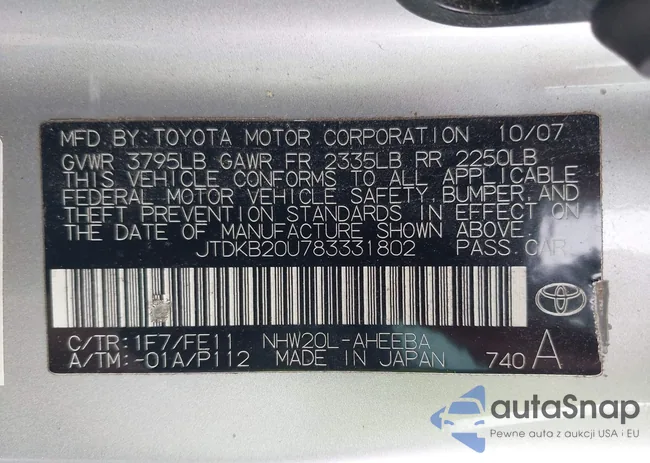 MFD. BY: TOYOTA MOTOR CORPORATION 10/07
GVWR 3795LB GAWR FR 2335LB RR 2250LB
THIS VEHICLE CONFORMS TO ALL APPLICABLE
FEDERAL MOTOR VEHICLE SAFETY, BUMPER, AND
THEFT PREVENTION STANDARDS IN EFFECT ON
THE DATE OF MANUFACTURE SHOWN ABOVE.
JTDKB20U783331802 PASS. CAR
C/TR: 1F7/FE11 NHW20L-AHEEBA
A/TM: -01A/P112 MADE IN JAPAN 740 A
autaSnap
Pewne auta z aukcji USA i EU